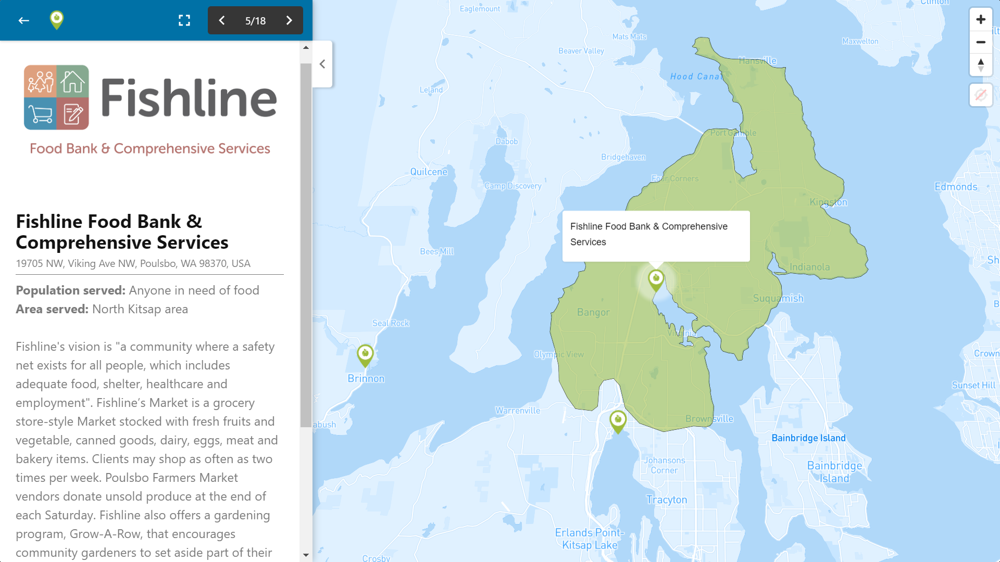 5/18
Fishline
Food Bank & Comprehensive Services
Fishline Food Bank &
Comprehensive Services
19705 NW, Viking Ave NW, Poulsbo, WA 98370, USA
Population served: Anyone in need of food
Area served: North Kitsap area
Fishline's vision is "a community where a safety
net exists for all people, which includes
adequate food, shelter, healthcare and
employment". Fishline’s Market is a grocery
store-style Market stocked with fresh fruits and
vegetable, canned goods, dairy, eggs, meat and
bakery items. Clients may shop as often as two
times per week. Poulsbo Farmers Market
vendors donate unsold produce at the end of
each Saturday. Fishline also offers a gardening
program, Grow-A-Row, that encourages
community gardeners to set aside part of their
Eaglemount
Clinton
Mats Mats
Maxwelton
Beaver Valley
Hansville
Hood Canal
Leland
Port Gamble
Dabob
Bridgehaven
Quilcene
Four Corners
Camp Discovery
Edmonds
Kingston
Fishline Food Bank & Comprehensive
Services
Bees Mill
Sh
Indianola
Suquamish
B
Bangor
Seal Rock
Virginia
Olympic View
Crown
Brinnon
Sunset Hill
Warrenville
Brownsville
abush
Bainbridge Island
Johansons
Corner
Bainbridge
Island
Tracyton
Erlands Point-
Kitsap Lake
Crosby